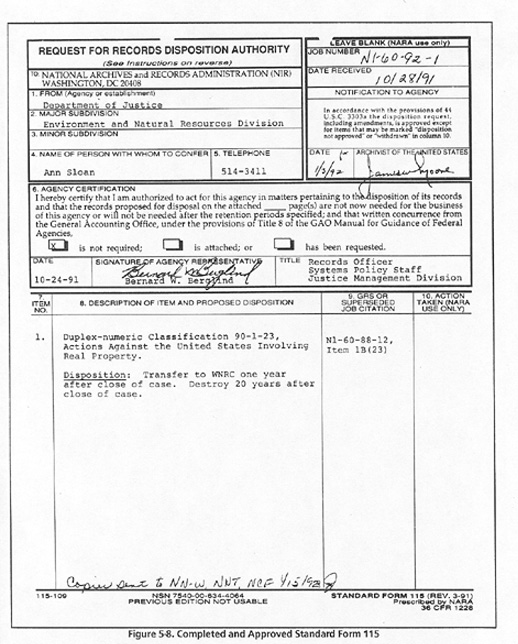 REQUEST FOR RECORDS DISPOSITION AUTHORITY
(See Instructions on reverse)
LEAVE BLANK (NARA use only)
JOB NUMBER
N1-60-92-1
TO: NATIONAL ARCHIVES and RECORDS ADMINISTRATION (NIR)
WASHINGTON, DC 20408
DATE RECEIVED
10/28/91
1. FROM (Agency or establishment)
Department of Justice
NOTIFICATION TO AGENCY
2. MAJOR SUBDIVISION
Environment and Natural Resources Division
3. MINOR SUBDIVISION
In accordance with the provisions of 44
U.S.C. 3303a the disposition request,
including amendments, is approved except
for items that may be marked "disposition
not approved" or "withdrawn" in column 10.
4. NAME OF PERSON WITH WHOM TO CONFER
Ann Sloan
5. TELEPHONE
514-3411
DATE
ARCHIVIST OF THE UNITED STATES
6. AGENCY CERTIFICATION
I hereby certify that I am authorized to act for this agency in matters pertaining to the disposition of its records
and that the records proposed for disposal on the attached ____ page(s) are not now needed for the business
of this agency or will not be needed after the retention periods specified; and that written concurrence from
the General Accounting Office, under the provisions of Title 8 of the GAO Manual for Guidance of Federal
Agencies,
x is not required; is attached; or has been requested.
DATE
10-24-91
SIGNATURE OF AGENCY REPRESENTATIVE
Bernard W. Berglind
TITLE
Records Officer
Systems Policy Staff
Justice Management Division
7.
ITEM
NO.
8. DESCRIPTION OF ITEM AND PROPOSED DISPOSITION
9. GRS OR
SUPERSEDED
JOB CITATION
10. ACTION
TAKEN (NARA
USE ONLY)
1.
Duplex-numeric Classification 90-1-23,
Actions Against the United States Involving
Real Property.
N1-60-88-12,
Item 1B(23)
Disposition: Transfer to WNRC one year
after close of case. Destroy 20 years after
close of case.
Copies sent to NN-W, NNT, NCF 1/15/92
115-109
NSN 7540-00-634-4064
PREVIOUS EDITION NOT USABLE
STANDARD FORM 115 (REV. 3-91)
Prescribed by NARA
36 CFR 1228
Figure 5-8. Completed and Approved Standard Form 115